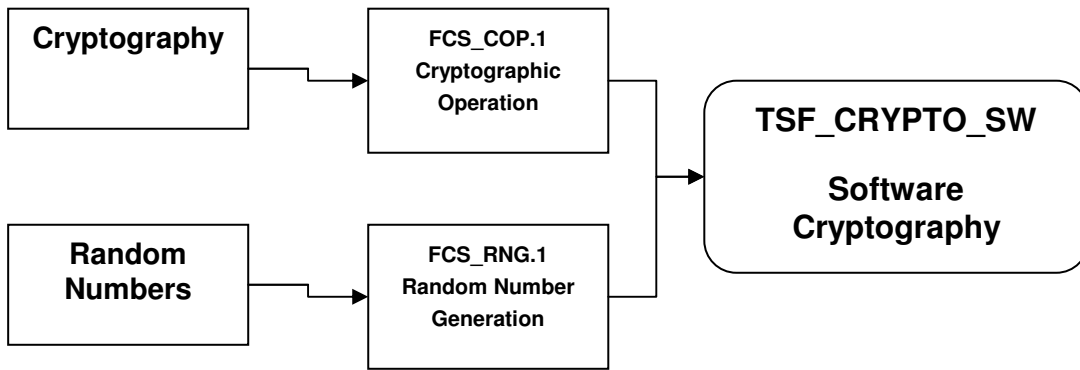 Cryptography
FCS_COP.1
Cryptographic
Operation
TSF_CRYPTO_SW
Software
Cryptography
Random
Numbers
FCS_RNG.1
Random Number
Generation